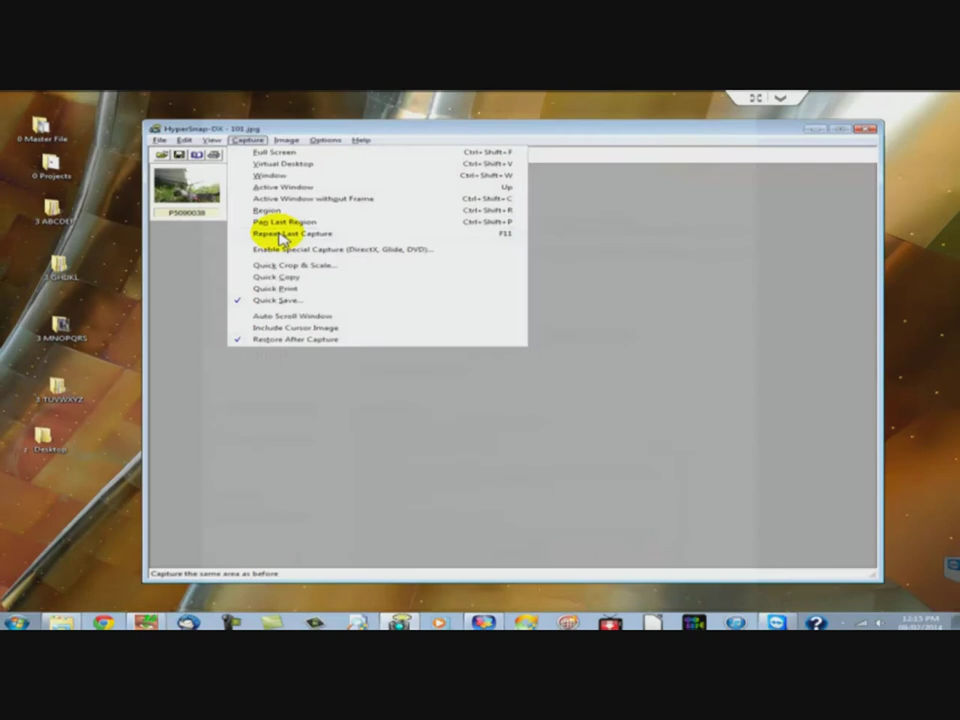 HyperSnap-DX - 101.jpg
File Edit View Capture Image Options Help
Full Screen Ctrl+Shift+F
Virtual Desktop Ctrl+Shift+V
Window Ctrl+Shift+W
Active Window Up
Active Window without Frame Ctrl+Shift+C
Region Ctrl+Shift+R
Pan Last Region Ctrl+Shift+P
Repeat Last Capture F11
Enable Special Capture (DirectX, Glide, DVD)...
Quick Crop & Scale...
Quick Copy
Quick Print
Quick Save...
Auto Scroll Window
Include Cursor Image
Restore After Capture
P5090038
Capture the same area as before
0 Master File
0 Projects
3 ABCDEF
3 GHIJKL
3 MNOPQRS
3 TUVWXYZ
z - Desktop
12:15 PM